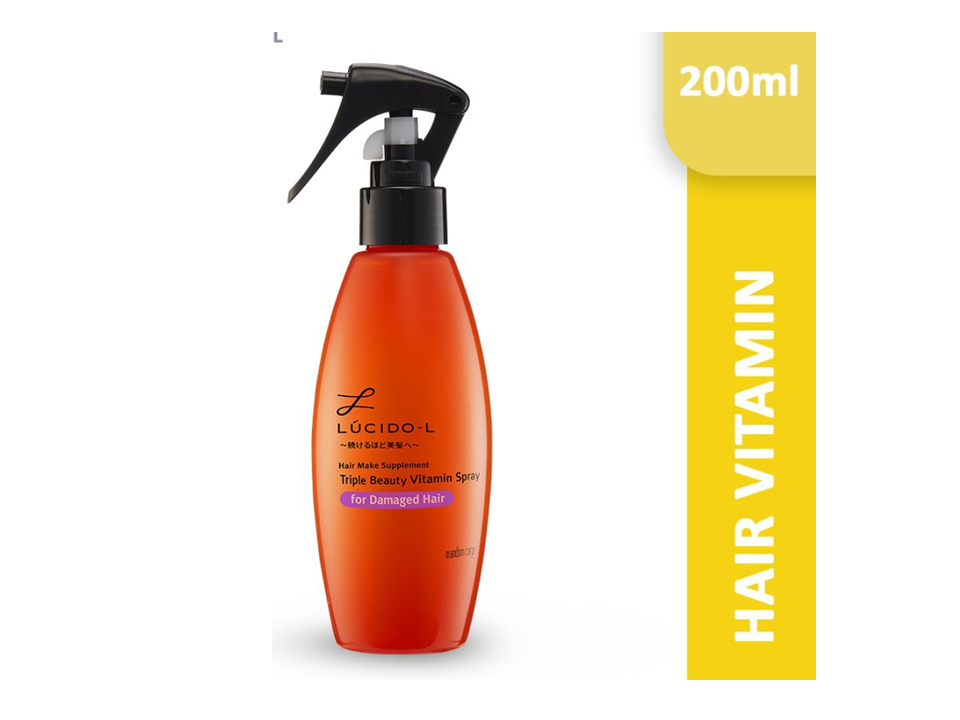 L
200ml
HAIR VITAMIN
LÚCIDO-L
～続けるほど美髪へ～
Hair Make Supplement
Triple Beauty Vitamin Spray
for Damaged Hair
mandom corp.